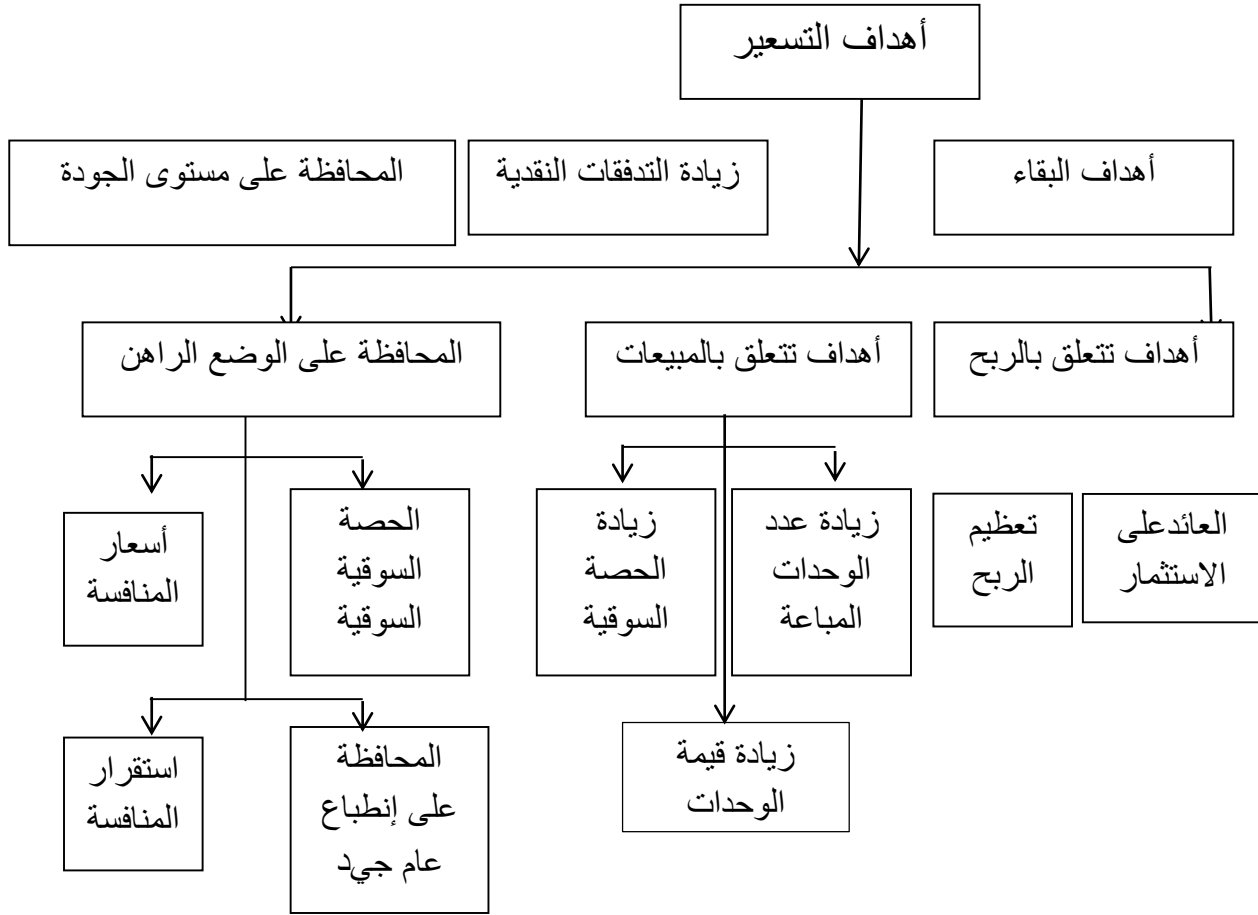 أهداف التسعير
أهداف البقاء
زيادة التدفقات النقدية
المحافظة على مستوى الجودة
أهداف تتعلق بالربح
أهداف تتعلق بالمبيعات
المحافظة على الوضع الراهن
العائدعلى
الاستثمار
تعظيم
الربح
زيادة عدد
الوحدات
المباعة
زيادة
الحصة
السوقية
الحصة
السوقية
السوقية
أسعار
المنافسة
زيادة قيمة
الوحدات
المحافظة
على إنطباع
عام جيد
استقرار
المنافسة